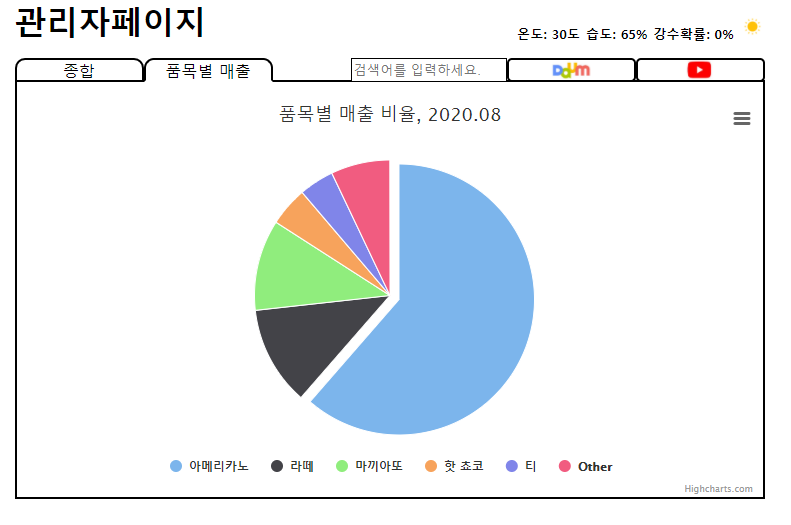 관리자페이지
온도: 30도 습도: 65% 강수확률: 0%
종합
품목별 매출
검색어를 입력하세요.
Daum
품목별 매출 비율, 2020.08
아메리카노 라떼 마끼아또 핫 쵸코 티 Other
Highcharts.com